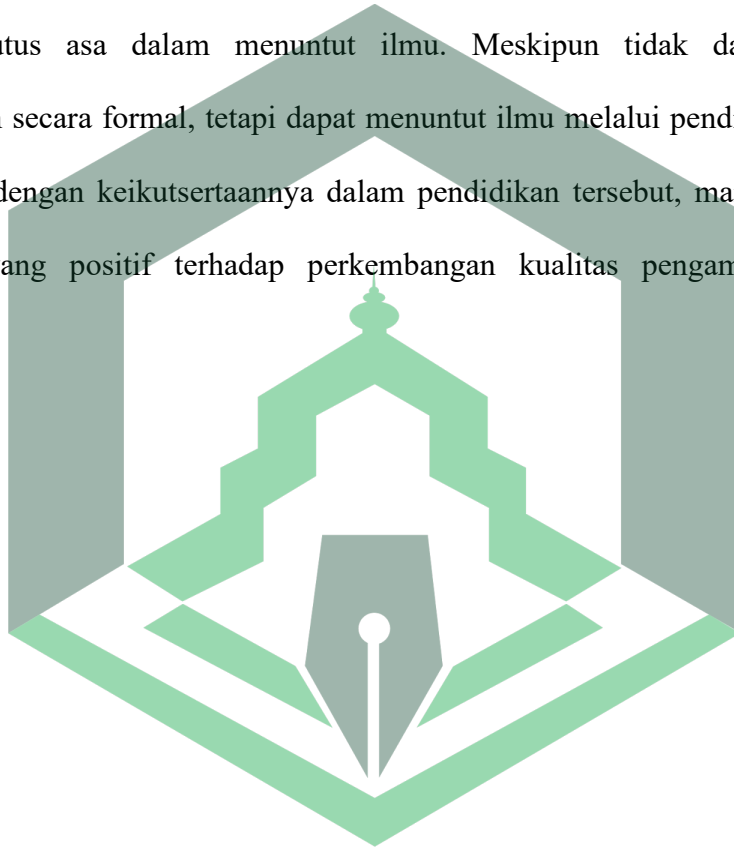 utus asa dalam menuntut ilmu. Meskipun tidak da
secara formal, tetapi dapat menuntut ilmu melalui pend
dengan keikutsertaannya dalam pendidikan tersebut, ma
ang positif terhadap perkembangan kualitas pengam